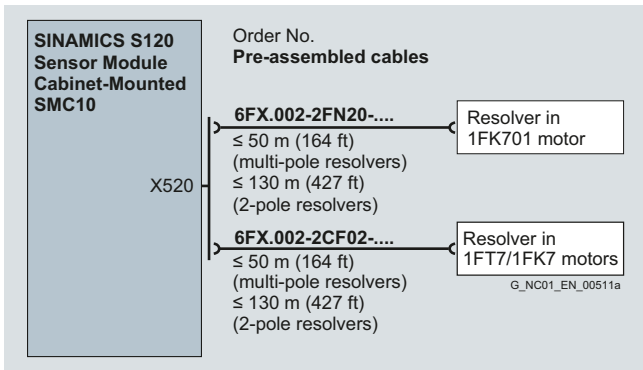 SINAMICS S120
Sensor Module
Cabinet-Mounted
SMC10
X520
Order No.
Pre-assembled cables
6FX.002-2FN20-....
≤ 50 m (164 ft)
(multi-pole resolvers)
≤ 130 m (427 ft)
(2-pole resolvers)
Resolver in
1FK701 motor
6FX.002-2CF02-....
≤ 50 m (164 ft)
(multi-pole resolvers)
≤ 130 m (427 ft)
(2-pole resolvers)
Resolver in
1FT7/1FK7 motors
G_NC01_EN_00511a